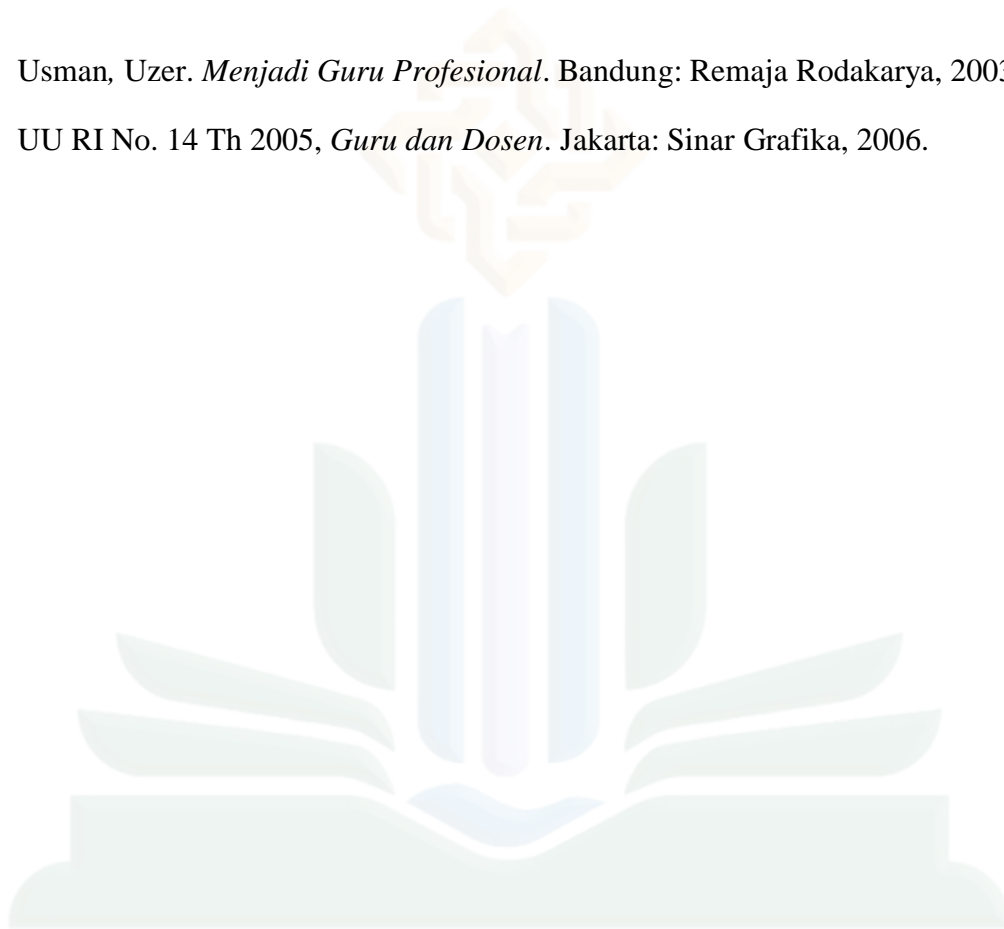 Usman, Uzer. Menjadi Guru Profesional. Bandung: Remaja Rodakarya, 2003
UU RI No. 14 Th 2005, Guru dan Dosen. Jakarta: Sinar Grafika, 2006.